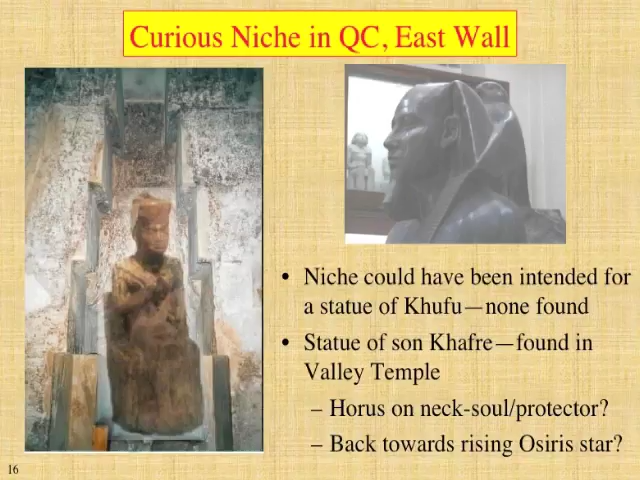 Curious Niche in QC, East Wall
• Niche could have been intended for
a statue of Khufu—none found
• Statue of son Khafre—found in
Valley Temple
– Horus on neck-soul/protector?
– Back towards rising Osiris star?
16